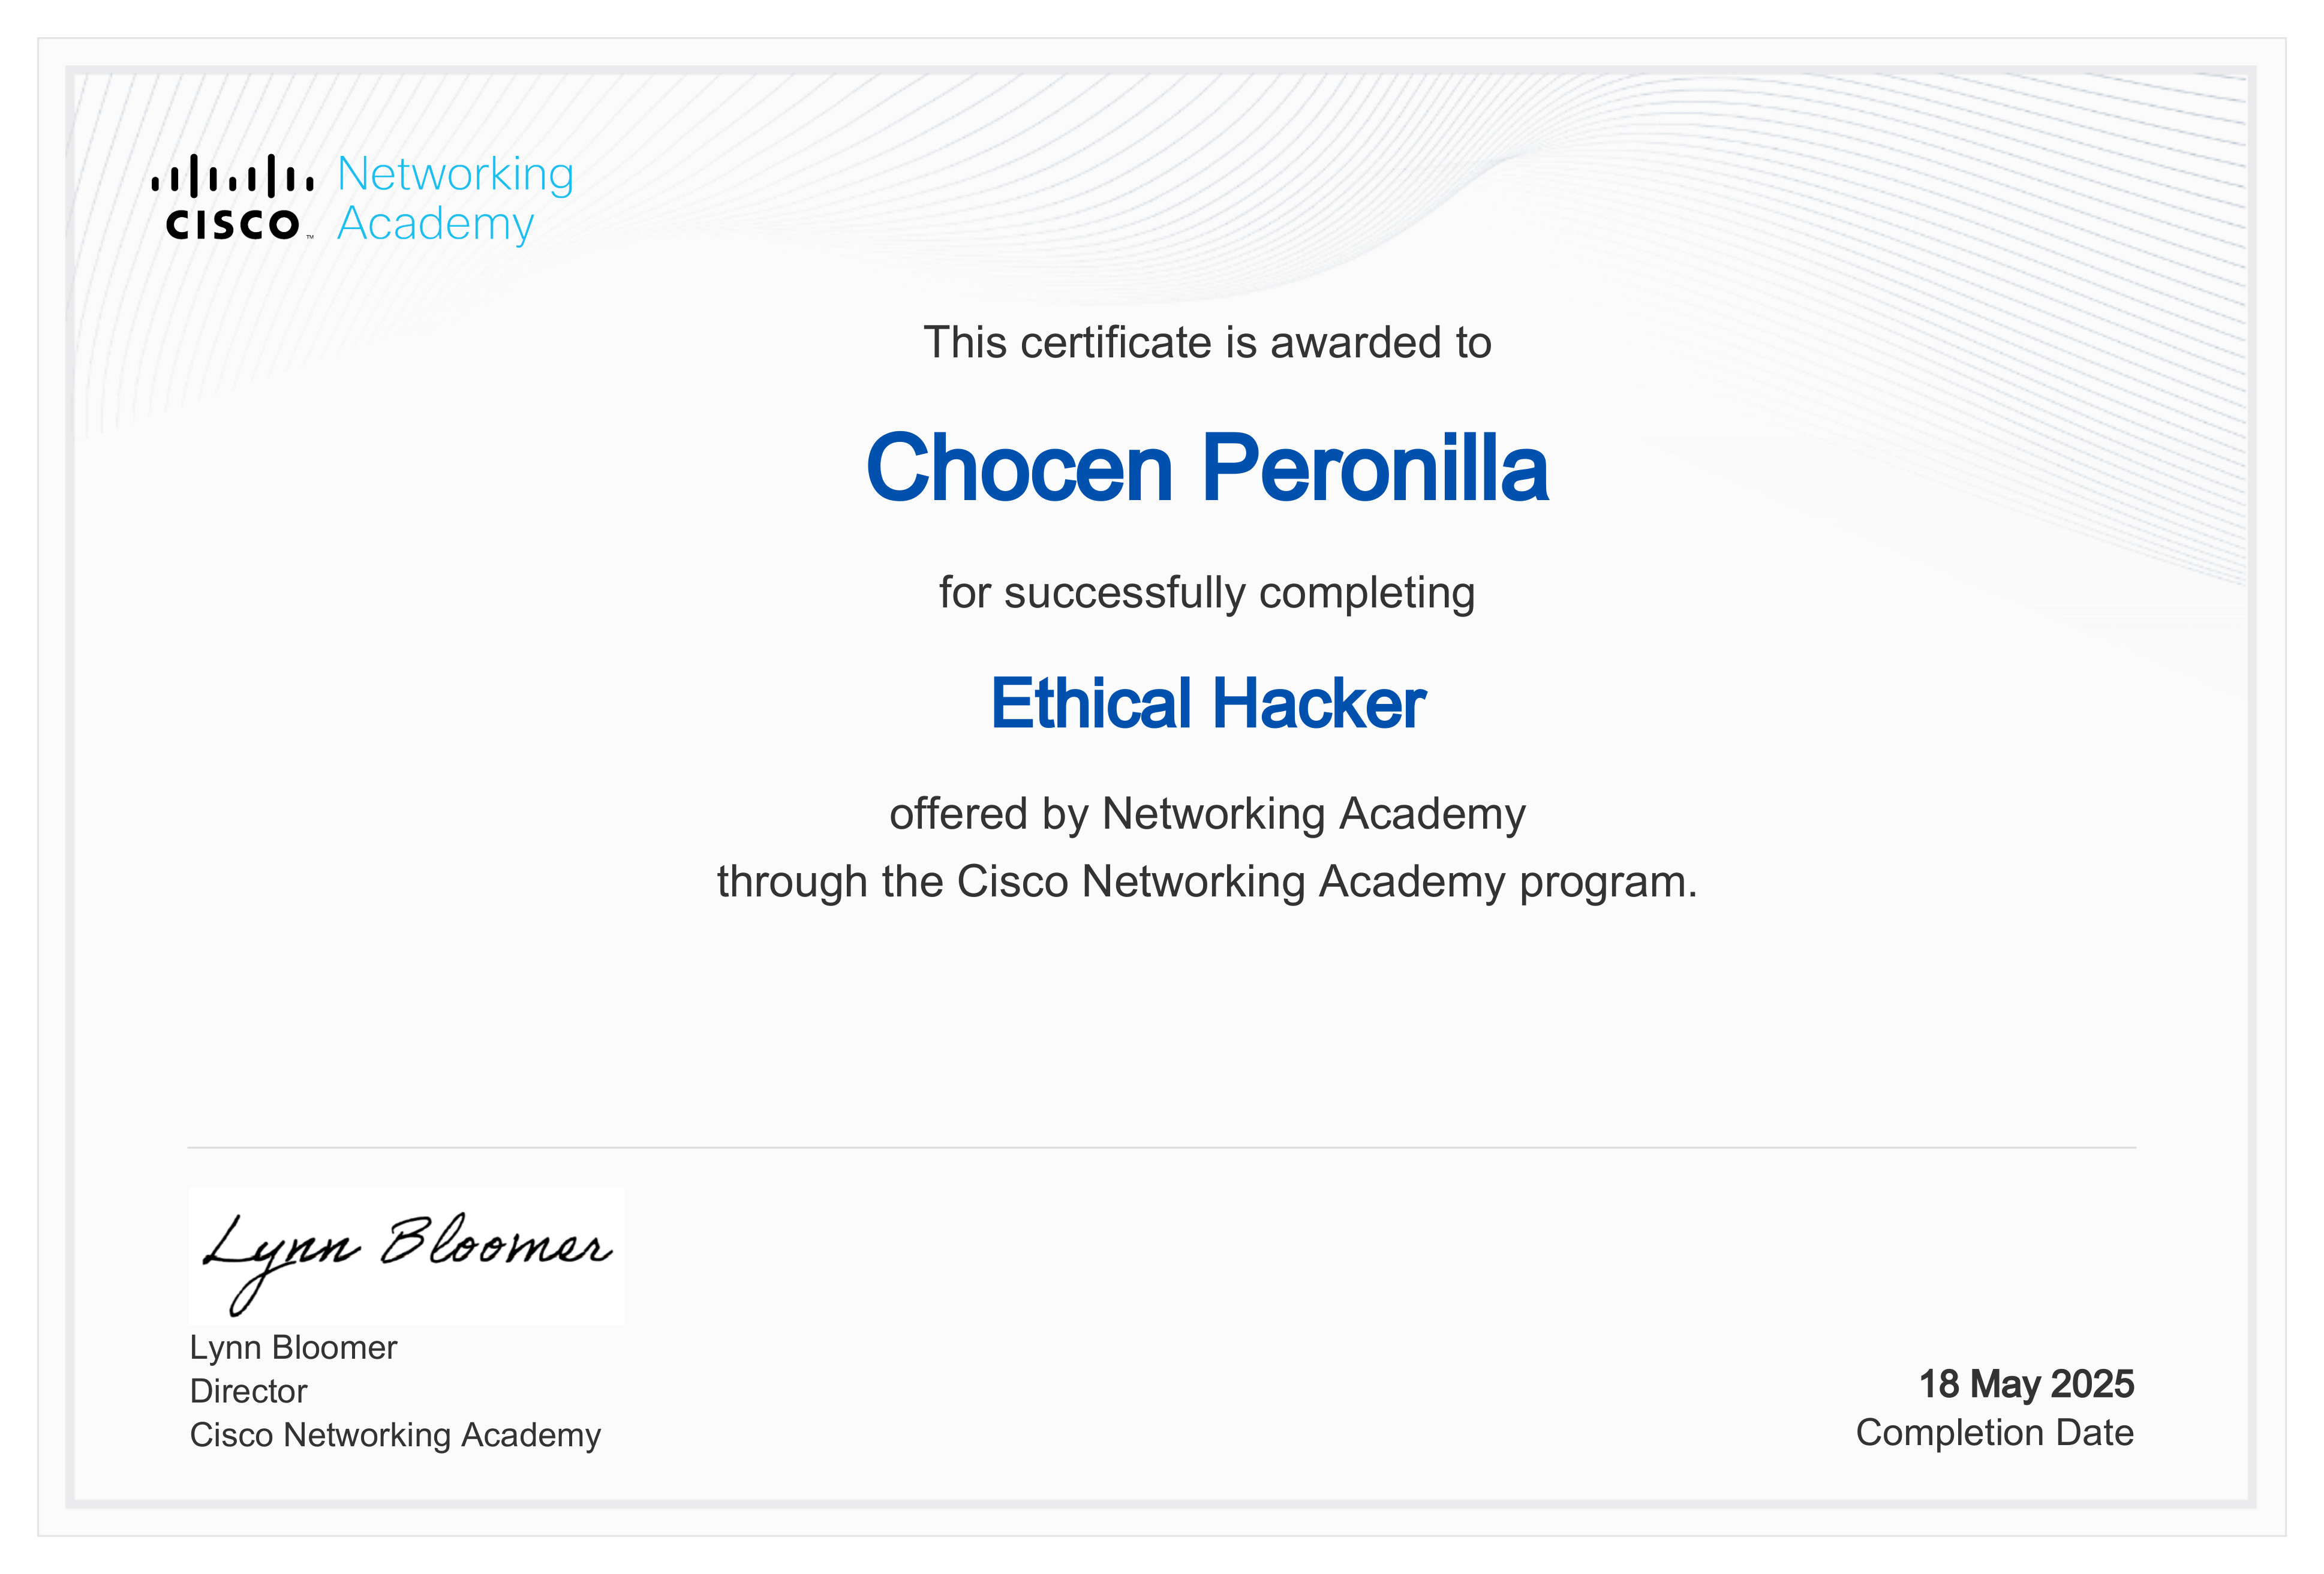 Networking
Academy
CISCO™
This certificate is awarded to
Chocen Peronilla
for successfully completing
Ethical Hacker
offered by Networking Academy
through the Cisco Networking Academy program.
Lynn Bloomer
Lynn Bloomer
Director
Cisco Networking Academy
18 May 2025
Completion Date